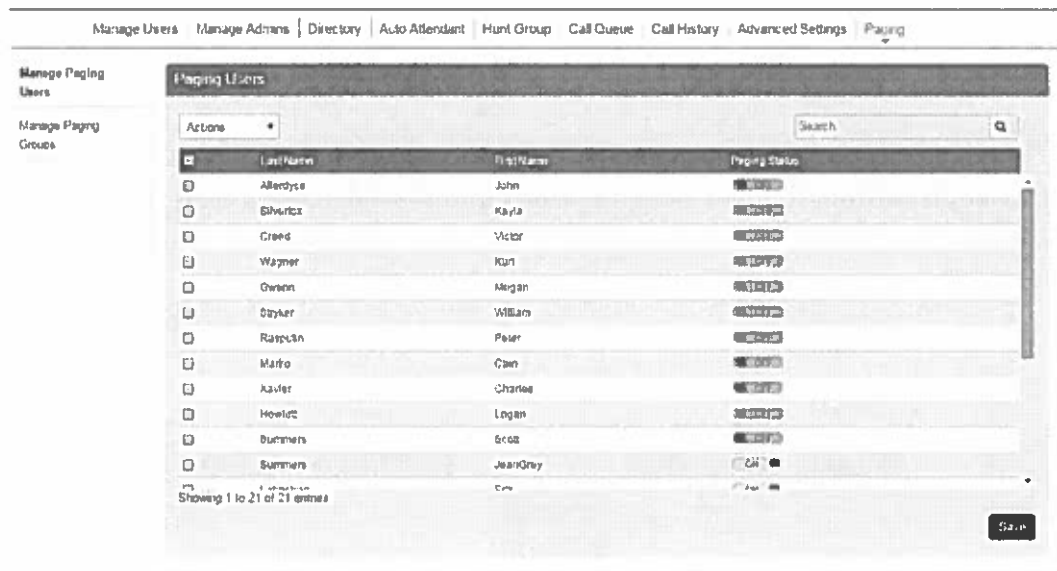 Manage Users Manage Admins Directory Auto Attendant Hunt Group Call Queue Call History Advanced Settings Paging
Manage Paging
Users
Manage Paging
Groups
Paging Users
Actions Search
Last Name First Name Paging Status
Allerdyce John
Silverfox Kayla
Creed Victor
Wagner Kurt
Gwenn Megan
Stryker William
Rasputin Peter
Marko Cain
Xavier Charles
Howlett Logan
Summers Scott
Summers JeanGrey
Showing 1 to 21 of 21 entries
Save